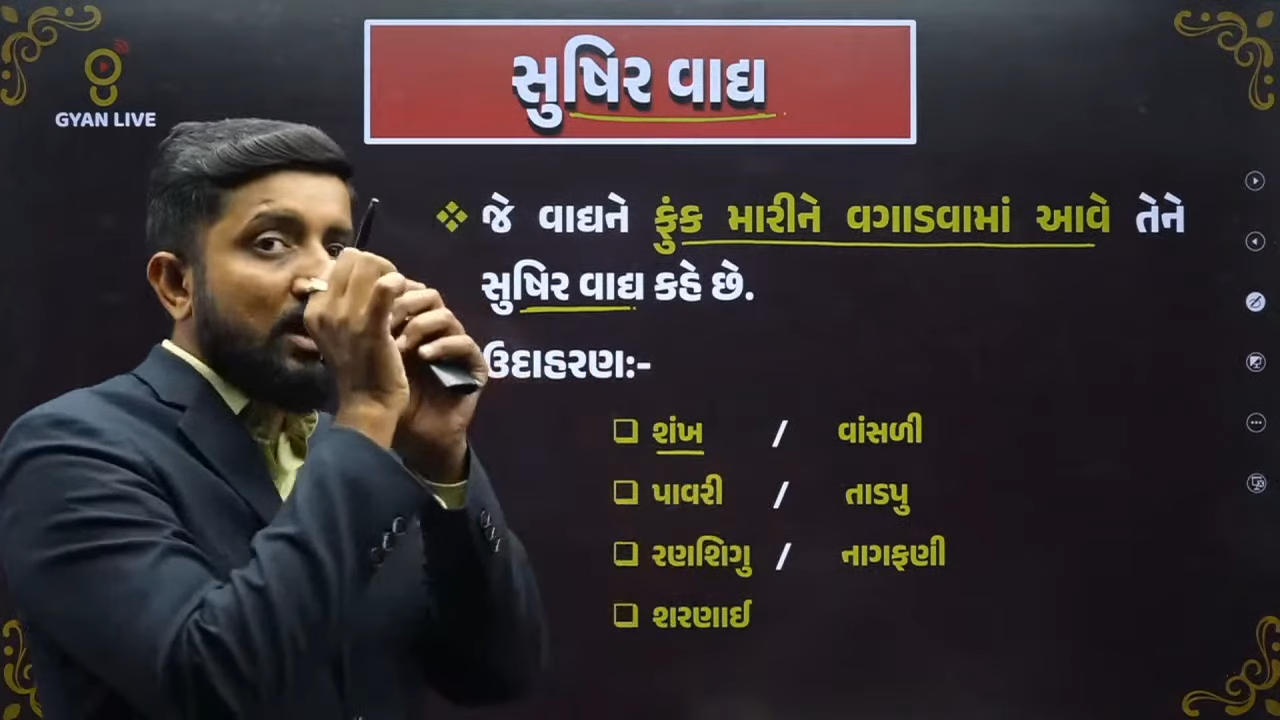 સુષિર વાદ્ય
GYAN LIVE
❖ જે વાદ્યને ફુંક મારીને વગાડવામાં આવે તેને
સુષિર વાદ્ય કહે છે.
ઉદાહરણ:-
❑ શંખ / વાંસળી
❑ પાવરી / તાડપુ
❑ રણશિગુ / નાગફણી
❑ શરણાઈ